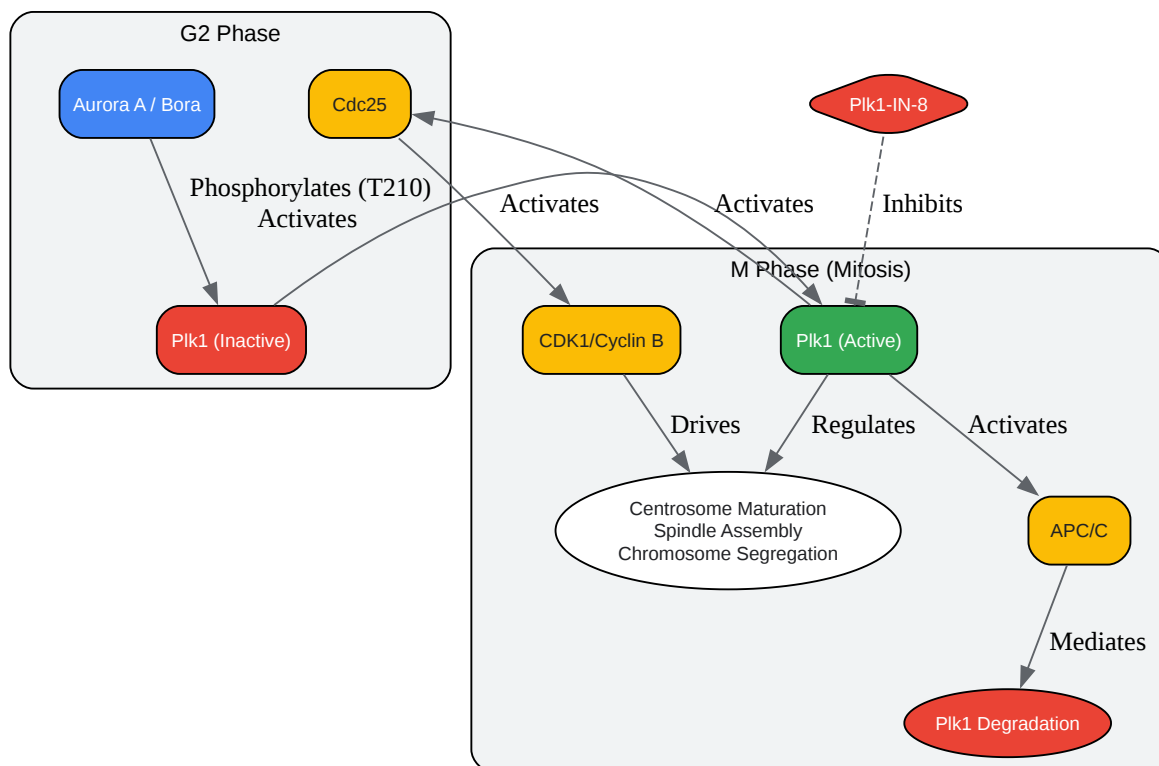 G2 Phase
Aurora A / Bora
Cdc25
Plk1-IN-8
Phosphorylates (T210)
Activates
Activates
Activates
Inhibits
M Phase (Mitosis)
Plk1 (Inactive)
CDK1/Cyclin B
Plk1 (Active)
Drives
Regulates
Activates
Centrosome Maturation
Spindle Assembly
Chromosome Segregation
APC/C
Mediates
Plk1 Degradation